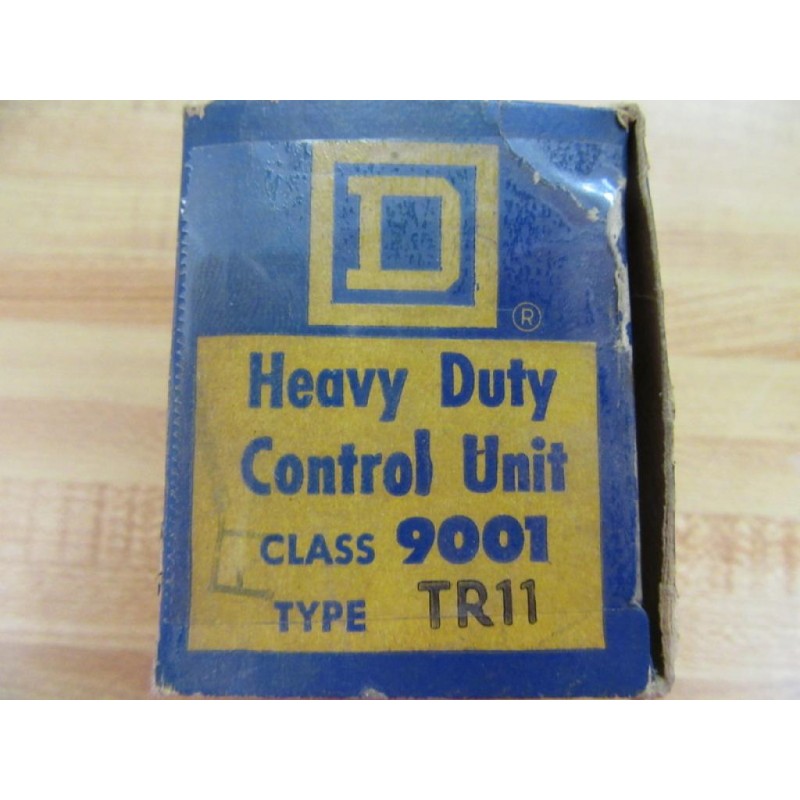 D
®
Heavy Duty
Control Unit
CLASS 9001
TYPE TR11